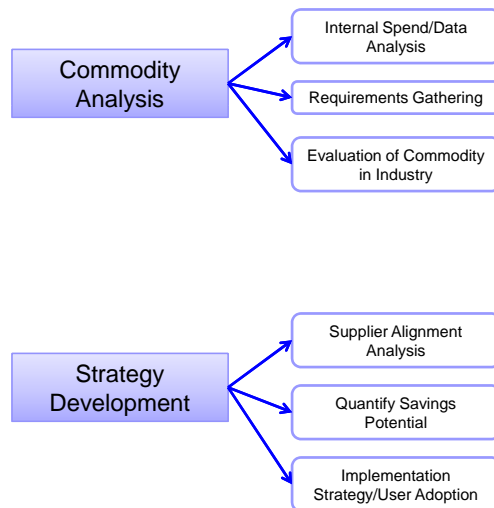 Internal Spend/Data
Analysis
Commodity
Analysis
Requirements Gathering
Evaluation of Commodity
in Industry
Supplier Alignment
Analysis
Strategy
Development
Quantify Savings
Potential
Implementation
Strategy/User Adoption